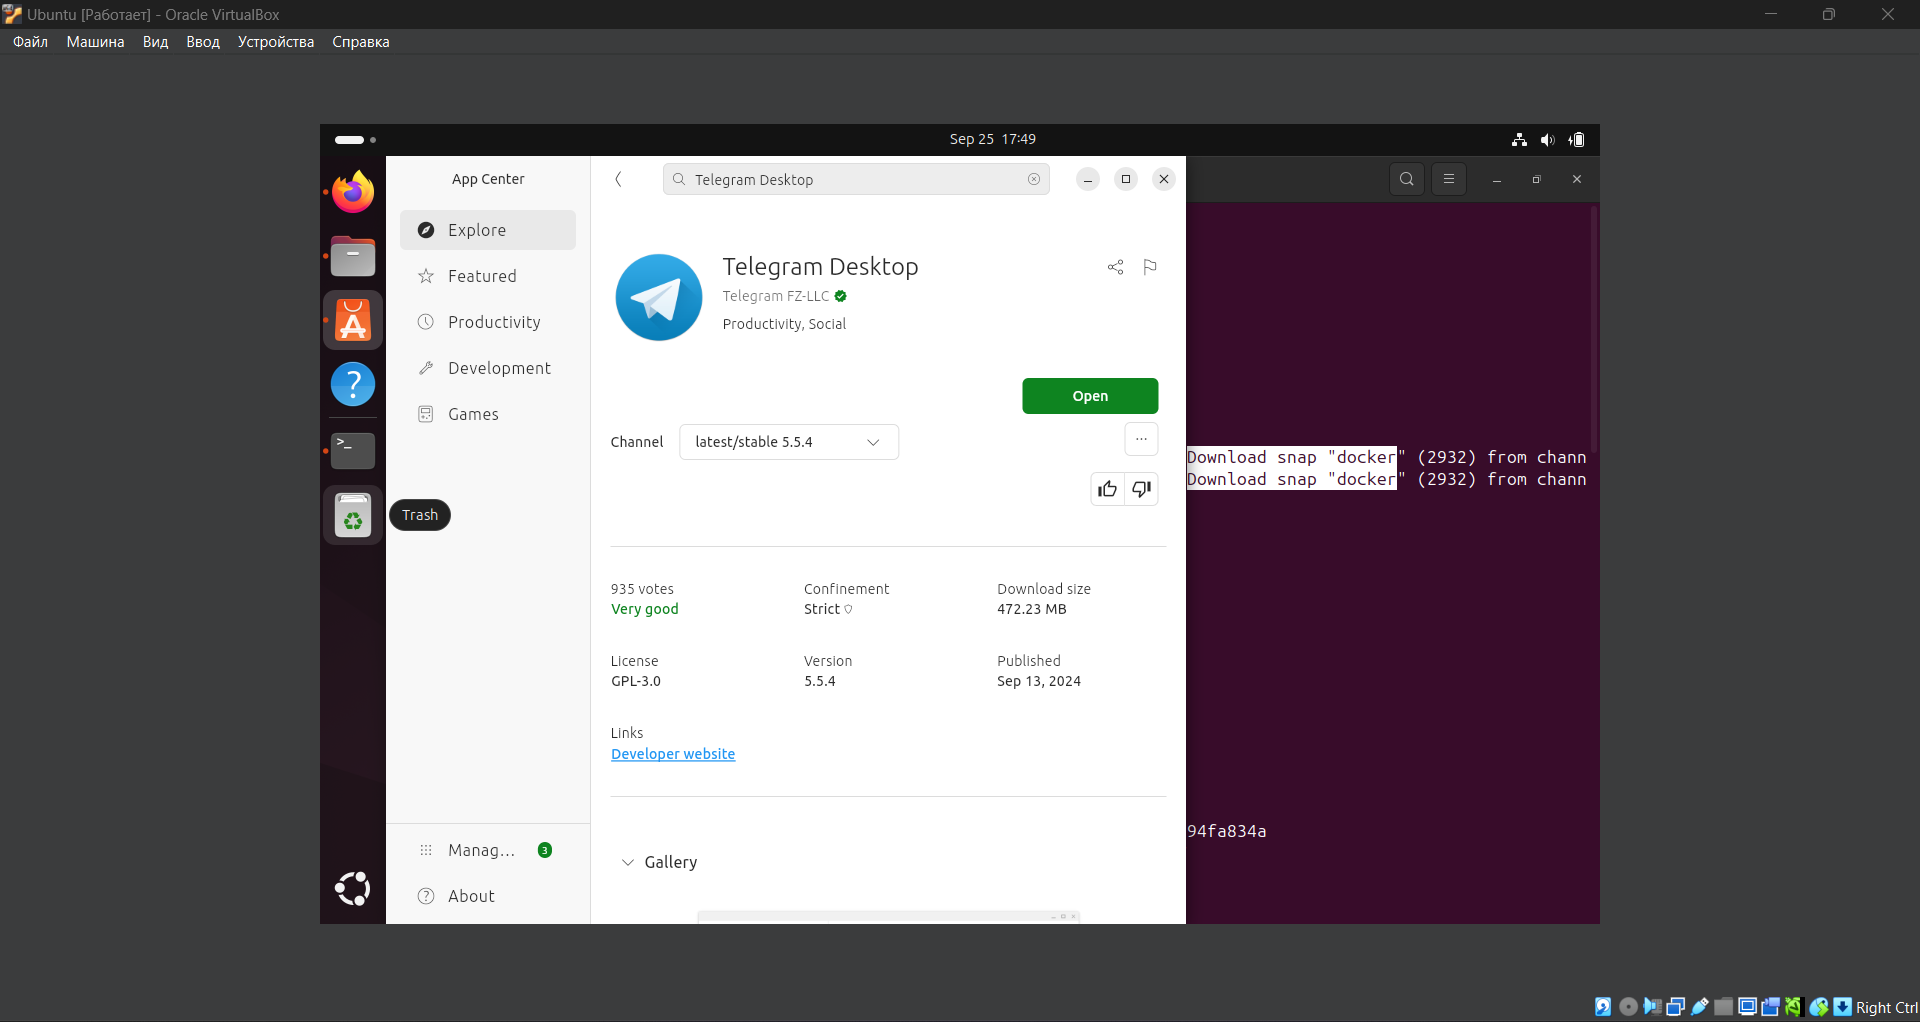 Ubuntu [Работает] - Oracle VirtualBox
Файл Машина Вид Ввод Устройства Справка
Sep 25 17:49
App Center
Telegram Desktop
Explore
Featured
Productivity
Development
Games
Trash
Manag...
3
About
Telegram Desktop
Telegram FZ-LLC
Productivity, Social
Open
Channel
latest/stable 5.5.4
935 votes
Very good
Confinement
Strict
Download size
472.23 MB
License
GPL-3.0
Version
5.5.4
Published
Sep 13, 2024
Links
Developer website
Gallery
Download snap "docker" (2932) from chann
Download snap "docker" (2932) from chann
94fa834a
Right Ctrl